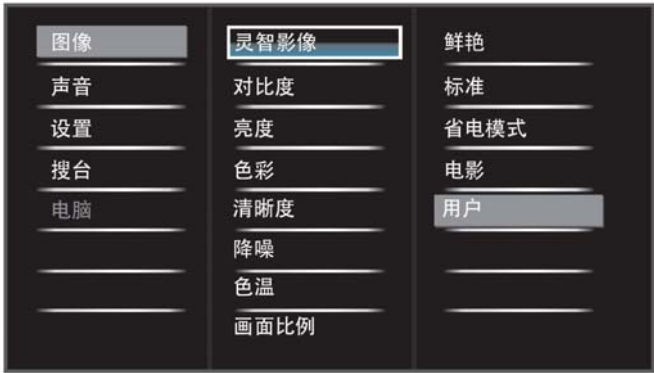 图像
声音
设置
搜台
电脑
灵智影像
对比度
亮度
色彩
清晰度
降噪
色温
画面比例
鲜艳
标准
省电模式
电影
用户